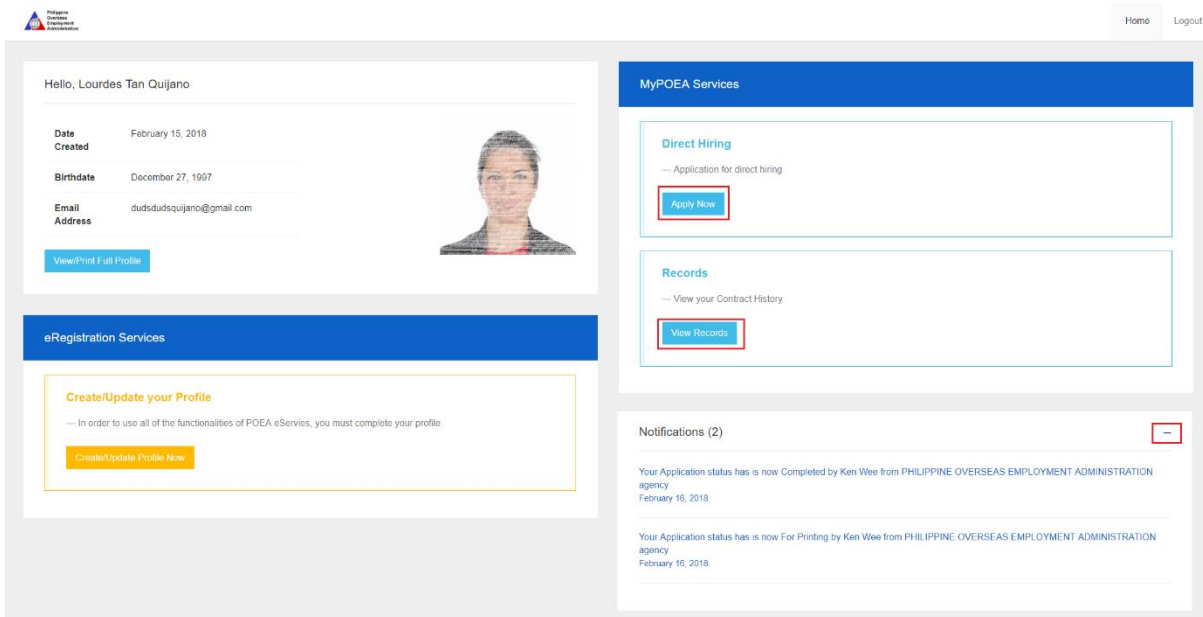 Philippine
Overseas
Employment
Administration
Home
Logout
Hello, Lourdes Tan Quijano
Date Created February 15, 2018
Birthdate December 27, 1997
Email Address dudsdudsquijano@gmail.com
View/Print Full Profile
eRegistration Services
Create/Update your Profile
— In order to use all of the functionalities of POEA eServies, you must complete your profile
Create/Update Profile Now
MyPOEA Services
Direct Hiring
— Application for direct hiring
Apply Now
Records
— View your Contract History
View Records
Notifications (2) –
Your Application status has is now Completed by Ken Wee from PHILIPPINE OVERSEAS EMPLOYMENT ADMINISTRATION
agency
February 16, 2018
Your Application status has is now For Printing by Ken Wee from PHILIPPINE OVERSEAS EMPLOYMENT ADMINISTRATION
agency
February 16, 2018